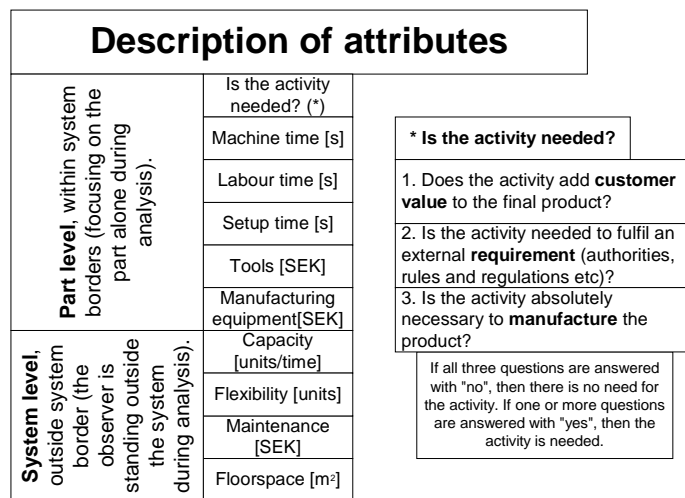 Description of attributes
Part level, within system
borders (focusing on the
part alone during
analysis).
Is the activity
needed? (*)
Machine time [s]
Labour time [s]
Setup time [s]
Tools [SEK]
Manufacturing
equipment[SEK]
System level,
outside system
border (the
observer is
standing outside
the system
during analysis).
Capacity
[units/time]
Flexibility [units]
Maintenance
[SEK]
Floorspace [m²]
* Is the activity needed?
1. Does the activity add customer
value to the final product?
2. Is the activity needed to fulfil an
external requirement (authorities,
rules and regulations etc)?
3. Is the activity absolutely
necessary to manufacture the
product?
If all three questions are answered
with "no", then there is no need for
the activity. If one or more questions
are answered with "yes", then the
activity is needed.